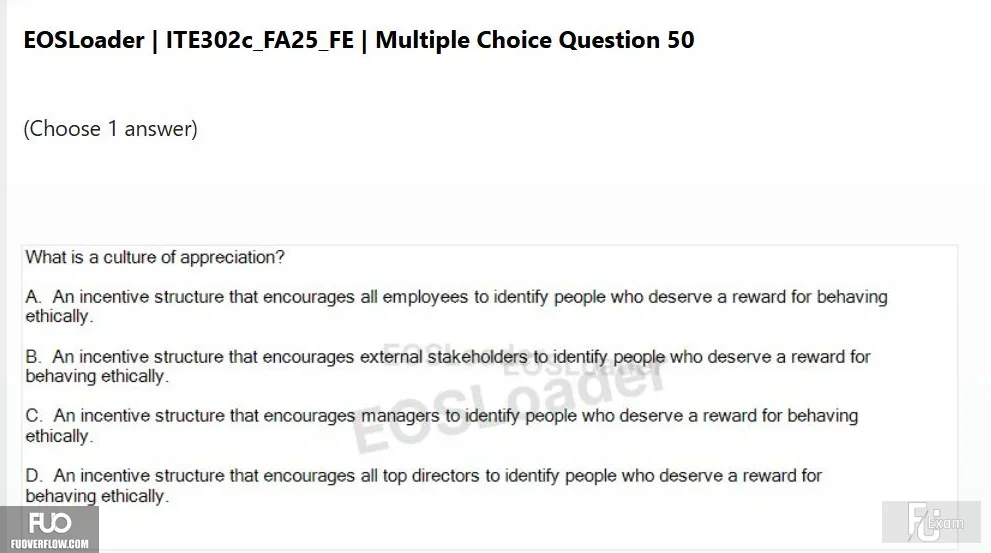 EOSLoader | ITE302c_FA25_FE | Multiple Choice Question 50
(Choose 1 answer)
What is a culture of appreciation?
A. An incentive structure that encourages all employees to identify people who deserve a reward for behaving
ethically.
B. An incentive structure that encourages external stakeholders to identify people who deserve a reward for
behaving ethically.
C. An incentive structure that encourages managers to identify people who deserve a reward for behaving
ethically.
D. An incentive structure that encourages all top directors to identify people who deserve a reward for
behaving ethically.
EOSLoader
EOSLoader
EOSLoader
FUO
FUOVERFLOW.COM
Exam